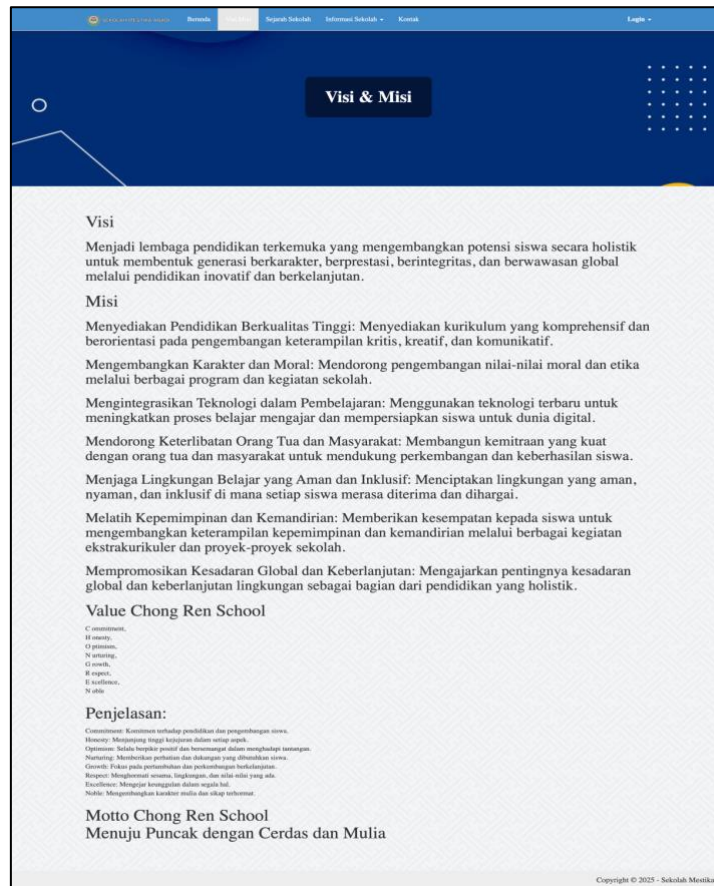 Beranda
Sejarah Sekolah
Informasi Sekolah
Kontak
Login
Visi & Misi
Visi
Menjadi lembaga pendidikan terkemuka yang mengembangkan potensi siswa secara holistik
untuk membentuk generasi berkarakter, berprestasi, berintegritas, dan berwawasan global
melalui pendidikan inovatif dan berkelanjutan.
Misi
Menyediakan Pendidikan Berkualitas Tinggi: Menyediakan kurikulum yang komprehensif dan
berorientasi pada pengembangan keterampilan kritis, kreatif, dan komunikatif.
Mengembangkan Karakter dan Moral: Mendorong pengembangan nilai-nilai moral dan etika
melalui berbagai program dan kegiatan sekolah.
Mengintegrasikan Teknologi dalam Pembelajaran: Menggunakan teknologi terbaru untuk
meningkatkan proses belajar mengajar dan mempersiapkan siswa untuk dunia digital.
Mendorong Keterlibatan Orang Tua dan Masyarakat: Membangun kemitraan yang kuat
dengan orang tua dan masyarakat untuk mendukung perkembangan dan keberhasilan siswa.
Menjaga Lingkungan Belajar yang Aman dan Inklusif: Menciptakan lingkungan yang aman,
nyaman, dan inklusif di mana setiap siswa merasa diterima dan dihargai.
Melatih Kepemimpinan dan Kemandirian: Memberikan kesempatan kepada siswa untuk
mengembangkan keterampilan kepemimpinan dan kemandirian melalui berbagai kegiatan
ekstrakurikuler dan proyek-proyek sekolah.
Mempromosikan Kesadaran Global dan Keberlanjutan: Mengajarkan pentingnya kesadaran
global dan keberlanjutan lingkungan sebagai bagian dari pendidikan yang holistik.
Value Chong Ren School
C ommitment,
H onesty,
O ptimism,
N urturing,
G rowth,
R espect,
E xcellence,
N oble
Penjelasan:
Commitment: Komitmen terhadap pendidikan dan pengembangan siswa.
Honesty: Menjunjung tinggi kejujuran dalam setiap aspek.
Optimism: Selalu berpikir positif dan bersemangat dalam menghadapi tantangan.
Nurturing: Memberikan perhatian dan dukungan yang dibutuhkan siswa.
Growth: Fokus pada pertumbuhan dan perkembangan berkelanjutan.
Respect: Menghormati sesama, lingkungan, dan nilai-nilai yang ada.
Excellence: Mengejar keunggulan dalam segala hal.
Noble: Mengembangkan karakter mulia dan sikap terhormat.
Motto Chong Ren School
Menuju Puncak dengan Cerdas dan Mulia
Copyright © 2025 - Sekolah Mestika